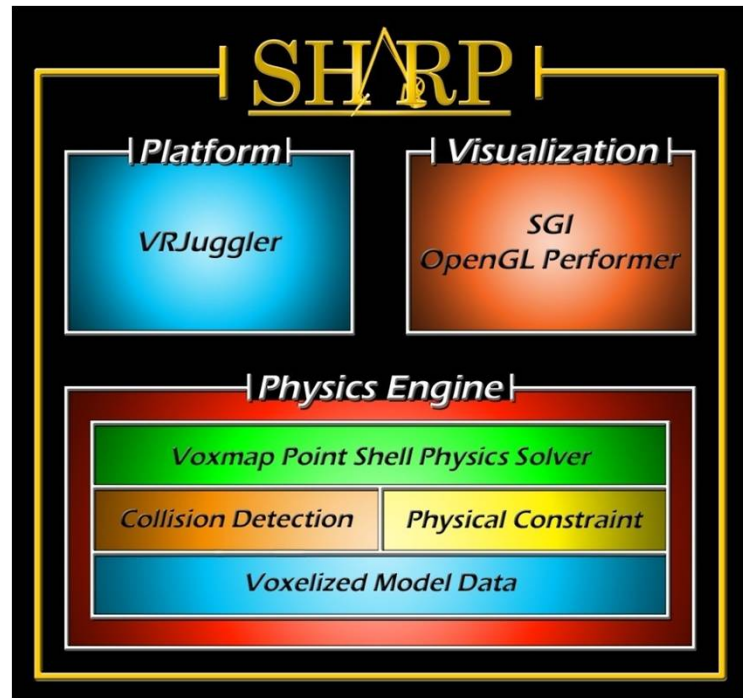 SHARP
Platform
Visualization
VRJuggler
SGI
OpenGL Performer
Physics Engine
Voxmap Point Shell Physics Solver
Collision Detection
Physical Constraint
Voxelized Model Data